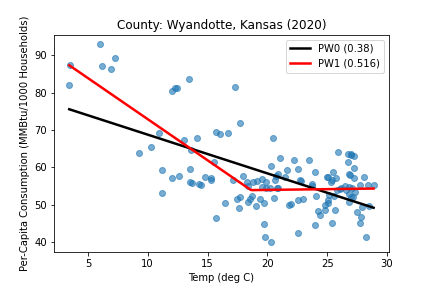 County: Wyandotte, Kansas (2020)
PW0 (0.38)
PW1 (0.516)
Per-Capita Consumption (MMBtu/1000 Households)
90
80
70
60
50
40
5 10 15 20 25 30
Temp (deg C)